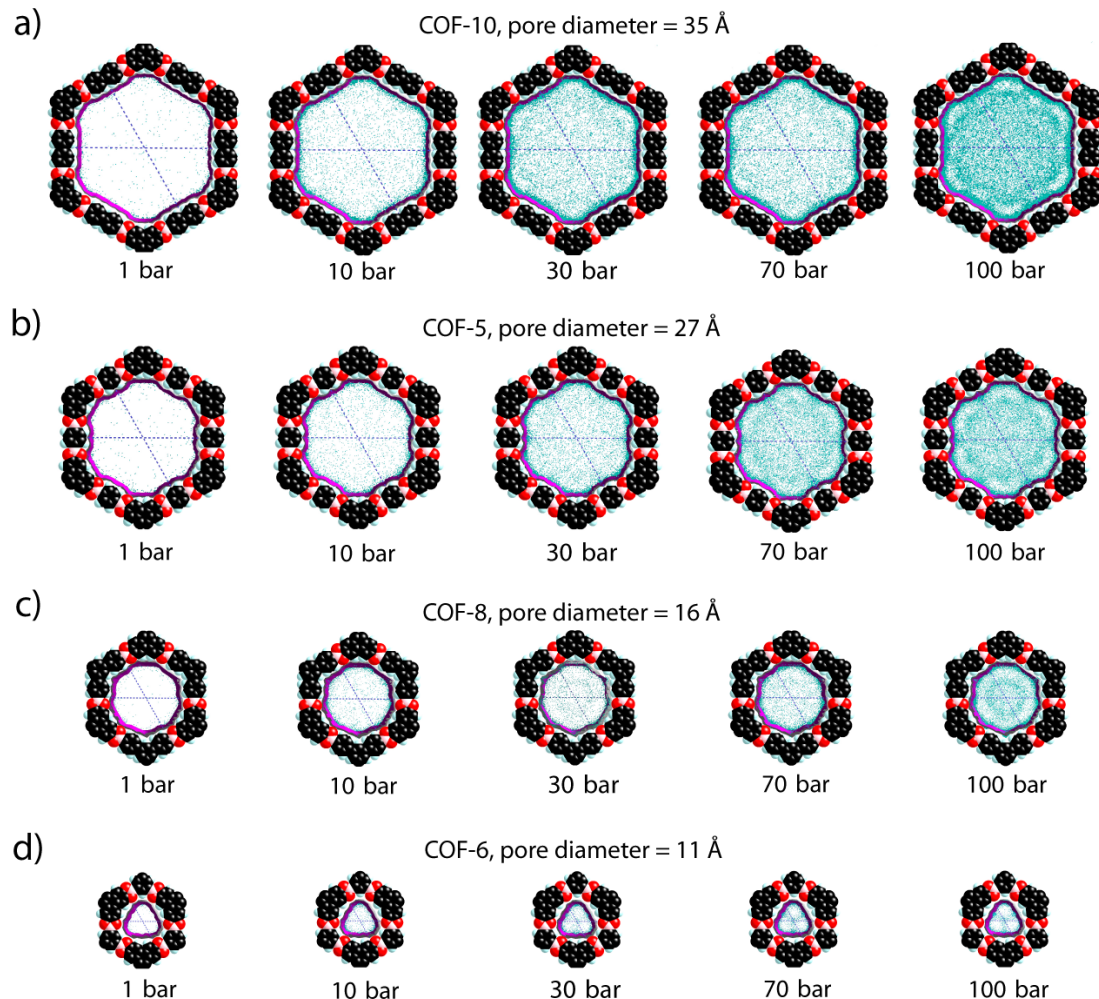 a)
COF-10, pore diameter = 35 Å
1 bar 10 bar 30 bar 70 bar 100 bar
b)
COF-5, pore diameter = 27 Å
1 bar 10 bar 30 bar 70 bar 100 bar
c)
COF-8, pore diameter = 16 Å
1 bar 10 bar 30 bar 70 bar 100 bar
d)
COF-6, pore diameter = 11 Å
1 bar 10 bar 30 bar 70 bar 100 bar